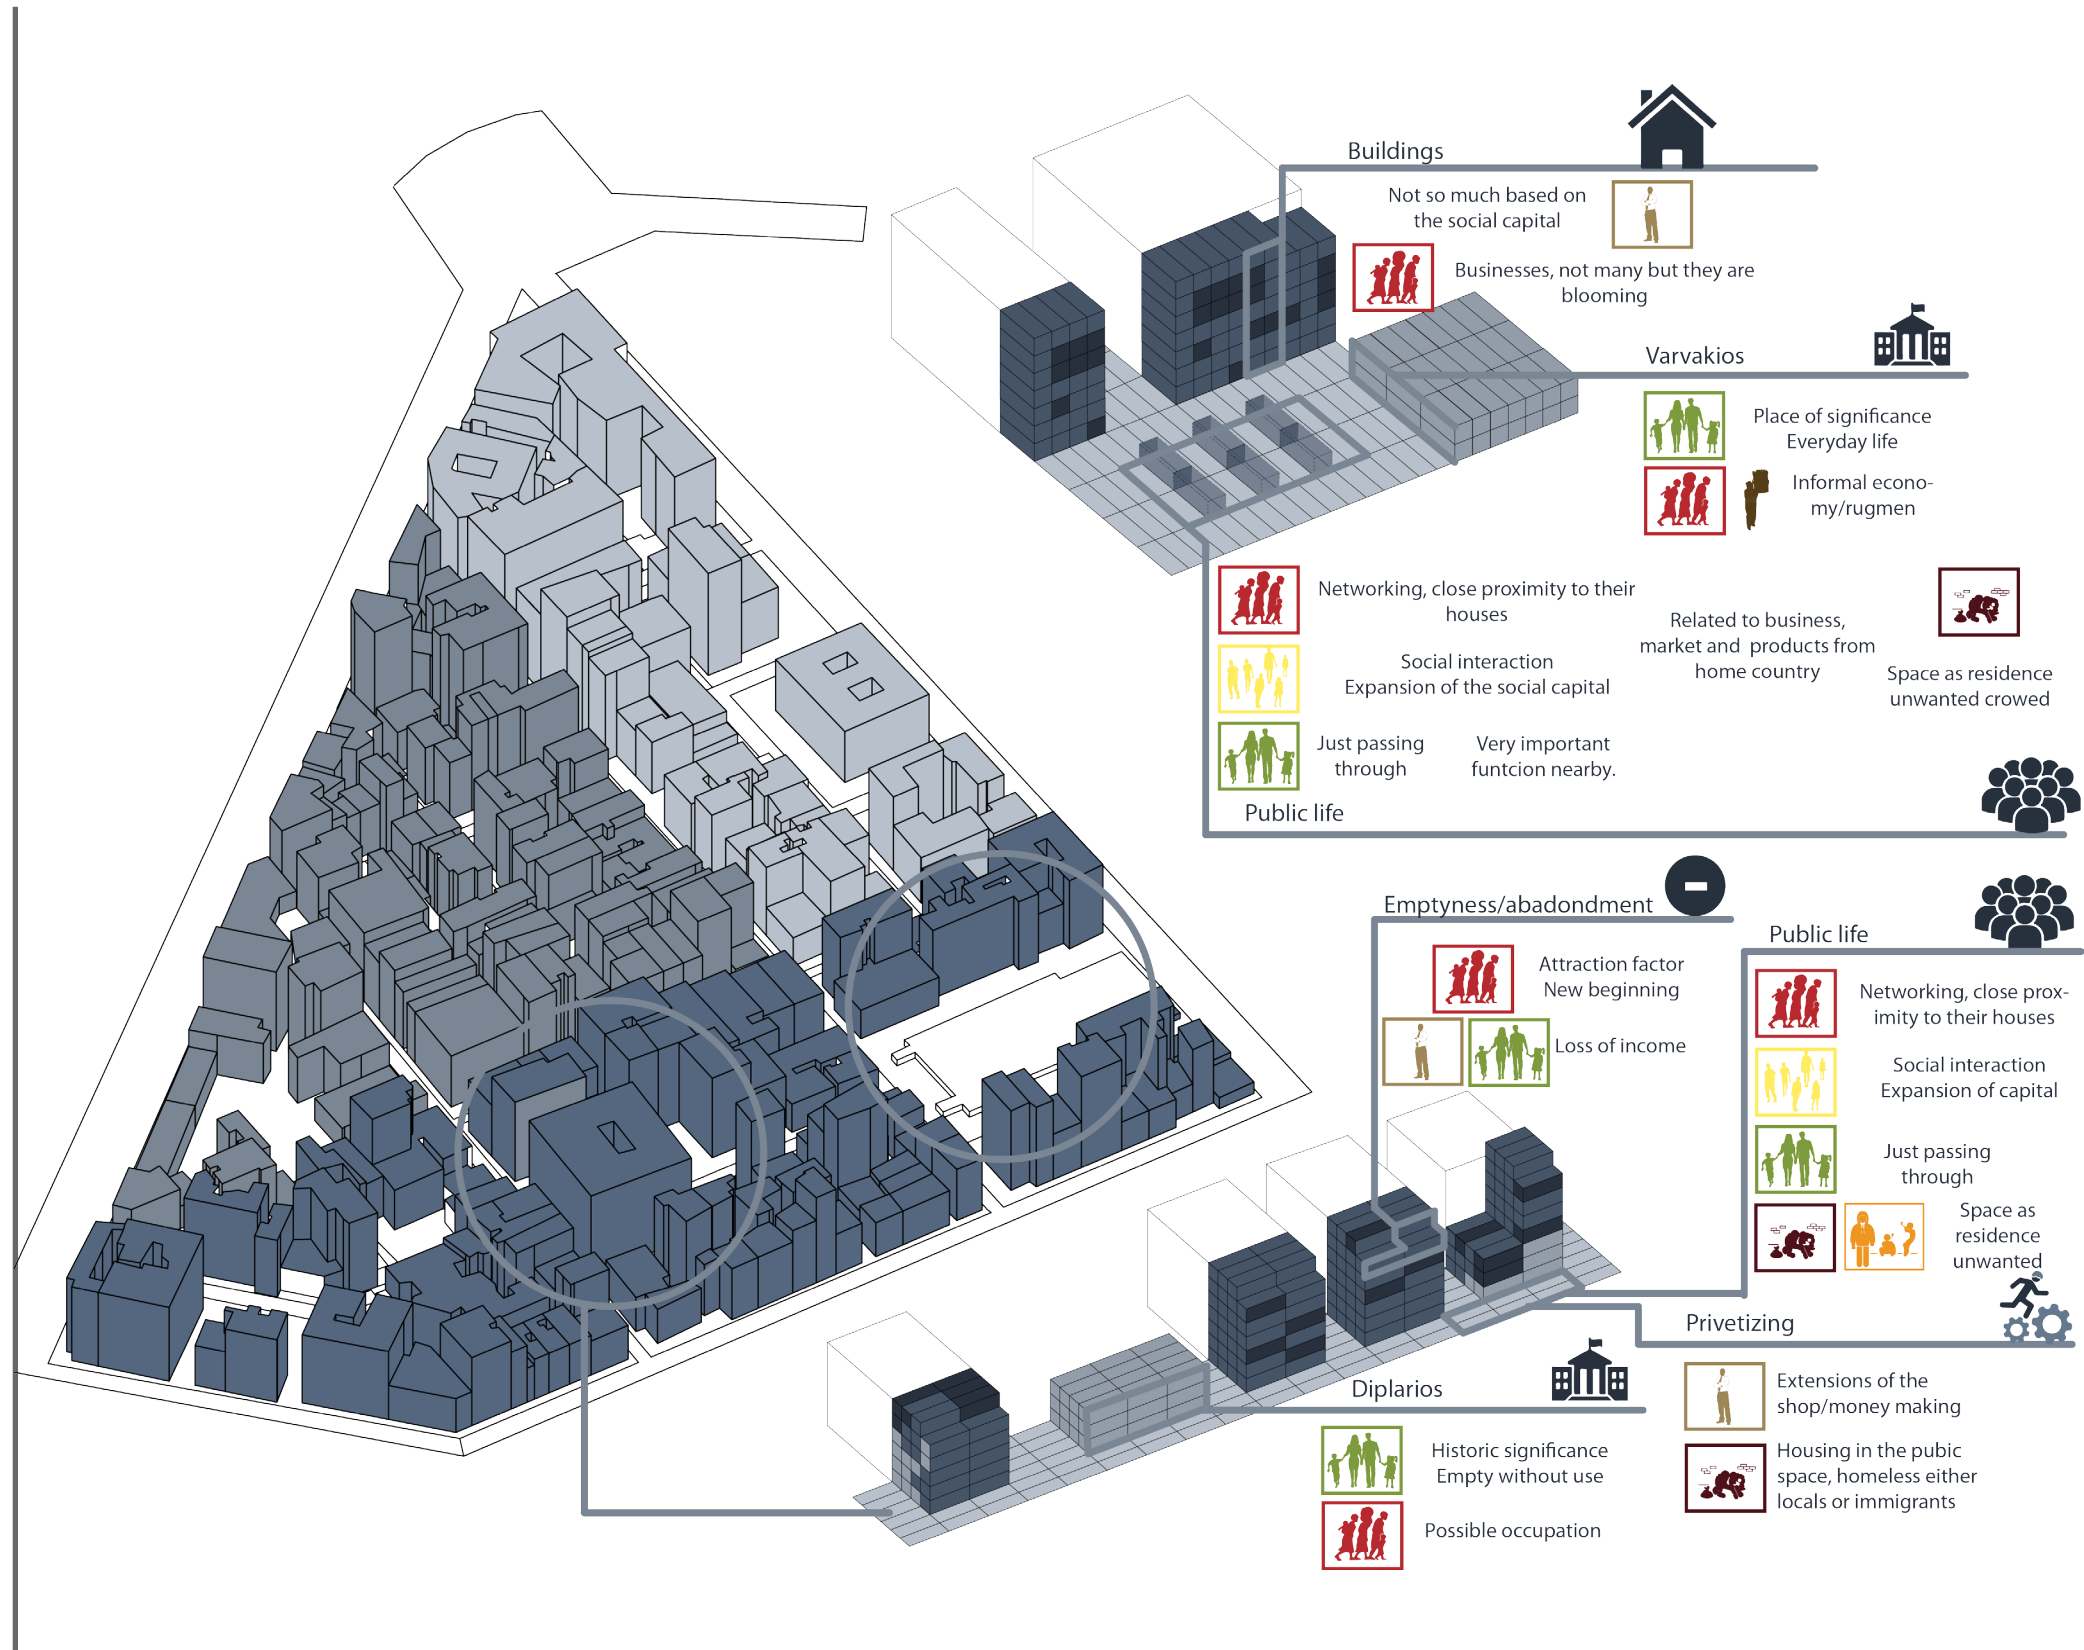 Buildings
Not so much based on
the social capital
Businesses, not many but they are
blooming
Varvakios
Place of significance
Everyday life
Informal econo-
my/rugmen
Networking, close proximity to their
houses
Social interaction
Expansion of the social capital
Just passing
through
Very important
funtcion nearby.
Related to business,
market and products from
home country
Space as residence
unwanted crowed
Public life
Emptyness/abadondment
Attraction factor
New beginning
Loss of income
Public life
Networking, close prox-
imity to their houses
Social interaction
Expansion of capital
Just passing
through
Space as
residence
unwanted
Privetizing
Extensions of the
shop/money making
Housing in the pubic
space, homeless either
locals or immigrants
Diplarios
Historic significance
Empty without use
Possible occupation